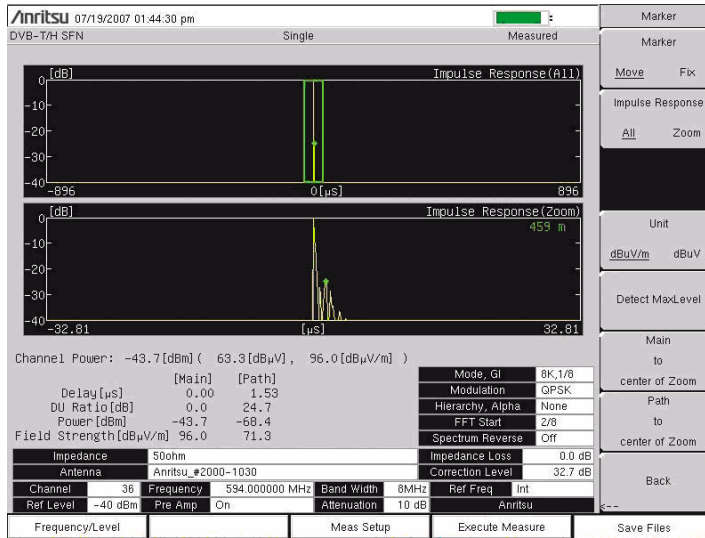 Anritsu 07/19/2007 01:44:30 pm
DVB-T/H SFN Single Measured
[dB] Impulse Response(All)
0
-10
-20
-30
-40
-896 0[µs] 896
[dB] Impulse Response(Zoom)
0 459 m
-10
-20
-30
-40
-32.81 [µs] 32.81
Channel Power: -43.7[dBm] ( 63.3[dBµV], 96.0[dBµV/m] )
[Main] [Path]
Delay[µs] 0.00 1.53
DU Ratio[dB] 0.0 24.7
Power[dBm] -43.7 -68.4
Field Strength[dBµV/m] 96.0 71.3
Mode, GI 8K,1/8
Modulation QPSK
Hierarchy, Alpha None
FFT Start 2/8
Spectrum Reverse Off
Impedance 50ohm Impedance Loss 0.0 dB
Antenna Anritsu_#2000-1030 Correction Level 32.7 dB
Channel 36 Frequency 594.000000 MHz Band Width 8MHz Ref Freq Int
Ref Level -40 dBm Pre Amp On Attenuation 10 dB Anritsu
Frequency/Level Meas Setup Execute Measure Save Files
Marker
Marker
Move Fix
Impulse Response
All Zoom
Unit
dBuV/m dBuV
Detect MaxLevel
Main
to
center of Zoom
Path
to
center of Zoom
Back
<--